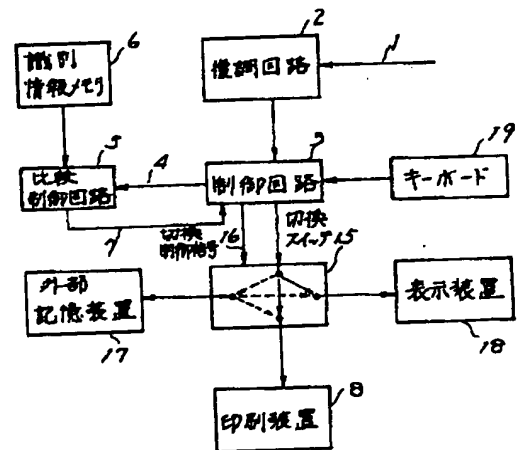 6
識別
情報メモリ
2
復調回路
1
5
比較
制御回路
4
3
制御回路
19
キーボード
7
切換
制御信号
16
切換
スイッチ15
外部
記憶装置
17
表示装置
18
8
印刷装置